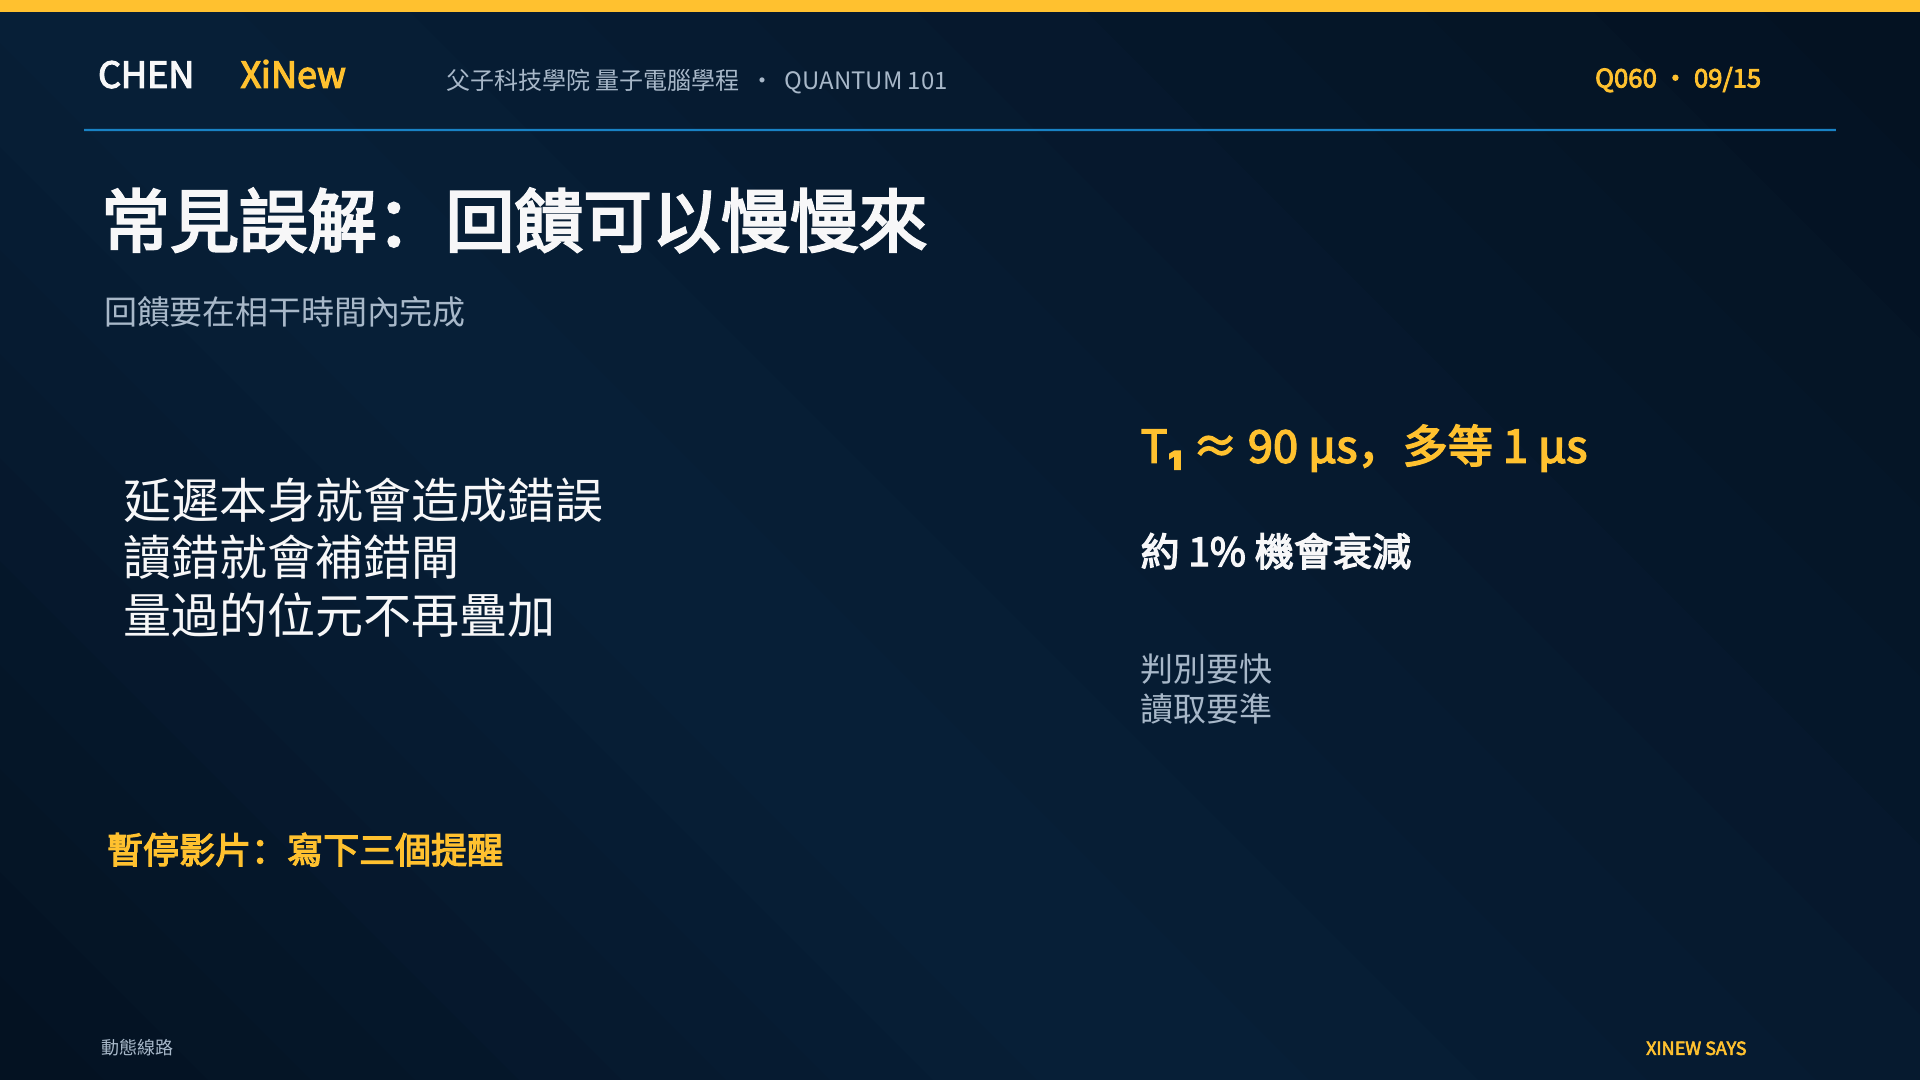 CHEN XiNew 父子科技學院 量子電腦學程 · QUANTUM 101 Q060 · 09/15
常見誤解：回饋可以慢慢來
回饋要在相干時間內完成
延遲本身就會造成錯誤
讀錯就會補錯閘
量過的位元不再疊加
T₁ ≈ 90 μs，多等 1 μs
約 1% 機會衰減
判別要快
讀取要準
暫停影片：寫下三個提醒
動態線路
XINEW SAYS